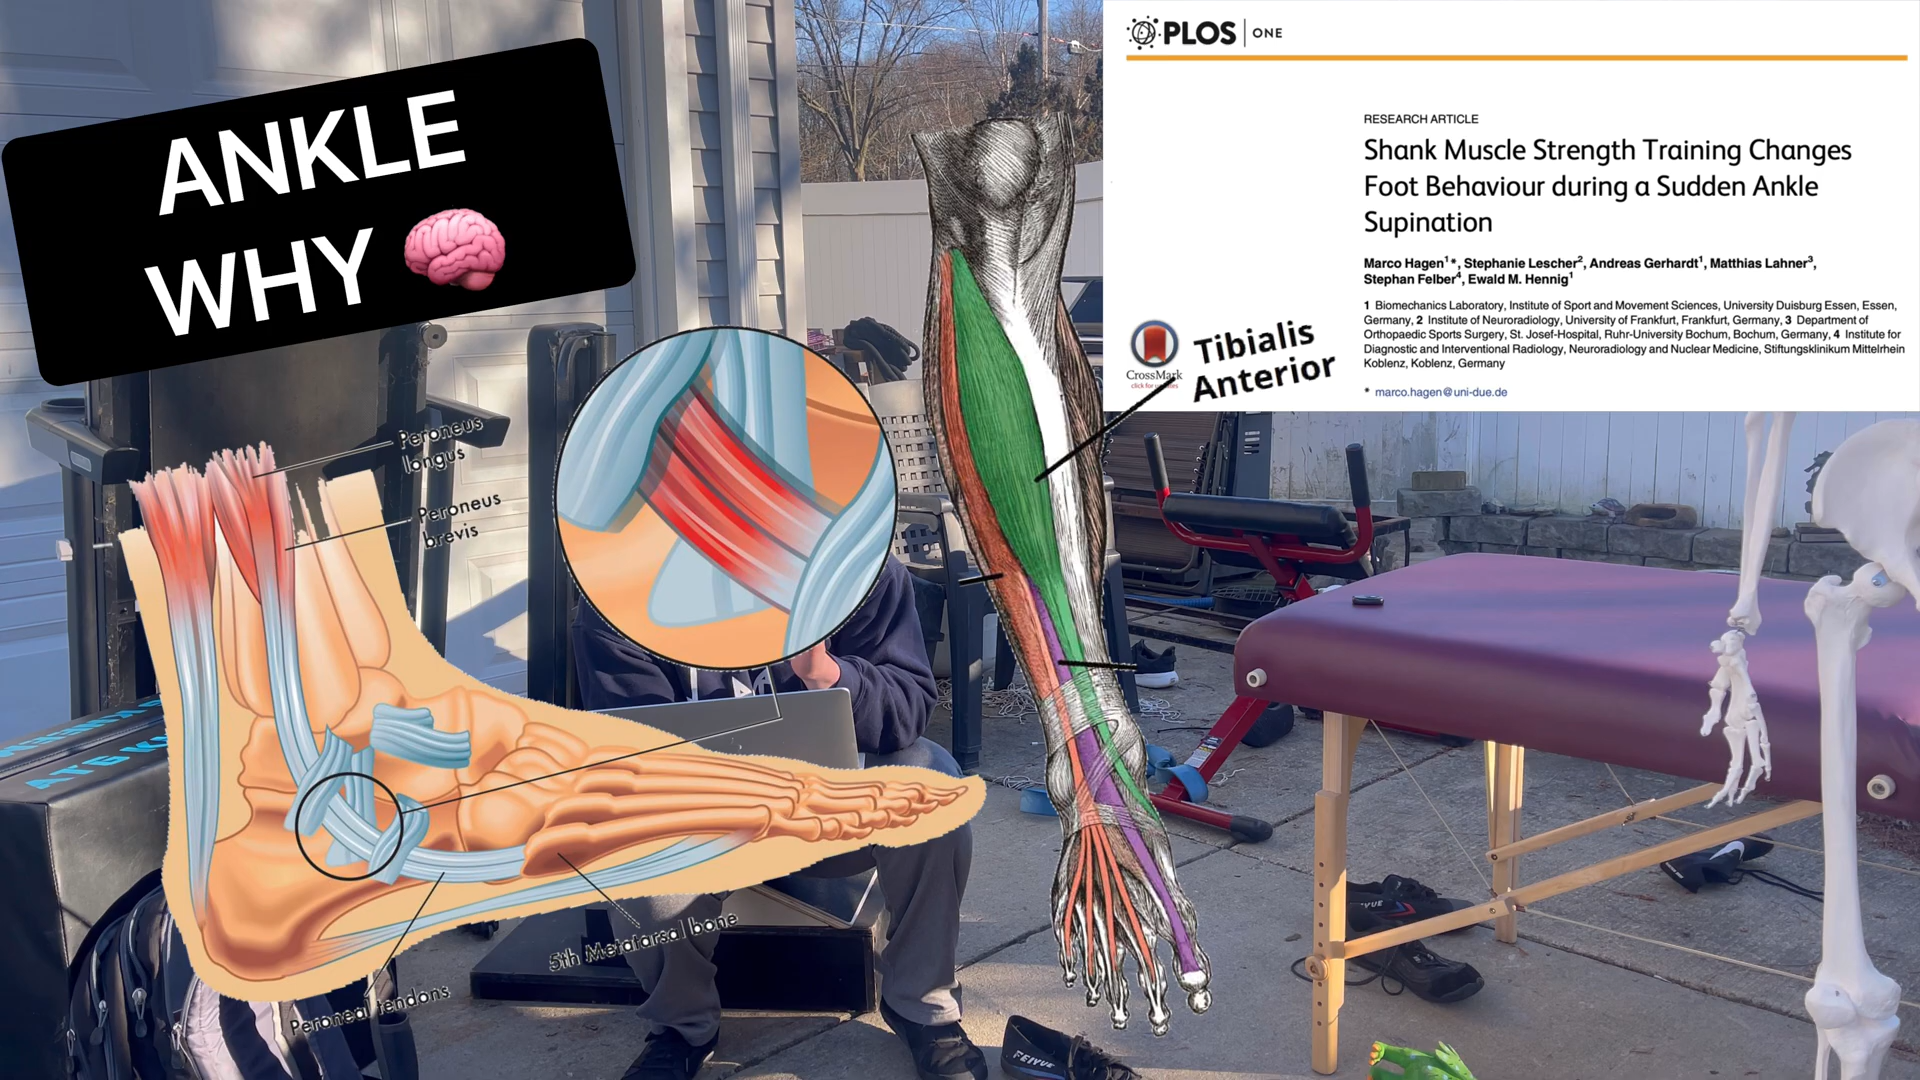 ANKLE
WHY
PLOS ONE
RESEARCH ARTICLE
Shank Muscle Strength Training Changes
Foot Behaviour during a Sudden Ankle
Supination
Marco Hagen1*, Stephanie Lescher2, Andreas Gerhardt1, Matthias Lahner3,
Stephan Felber4, Ewald M. Hennig1
1 Biomechanics Laboratory, Institute of Sport and Movement Sciences, University Duisburg Essen, Essen,
Germany, 2 Institute of Neuroradiology, University of Frankfurt, Frankfurt, Germany, 3 Department of
Orthopaedic Sports Surgery, St. Josef-Hospital, Ruhr-University Bochum, Bochum, Germany, 4 Institute for
Diagnostic and Interventional Radiology, Neuroradiology and Nuclear Medicine, Stiftungsklinikum Mittelrhein
Koblenz, Koblenz, Germany
* marco.hagen@uni-due.de
CrossMark
click for updates
Tibialis
Anterior
Peroneus
longus
Peroneus
brevis
5th Metatarsal bone
Peroneal tendons
ATG
FEIYUE